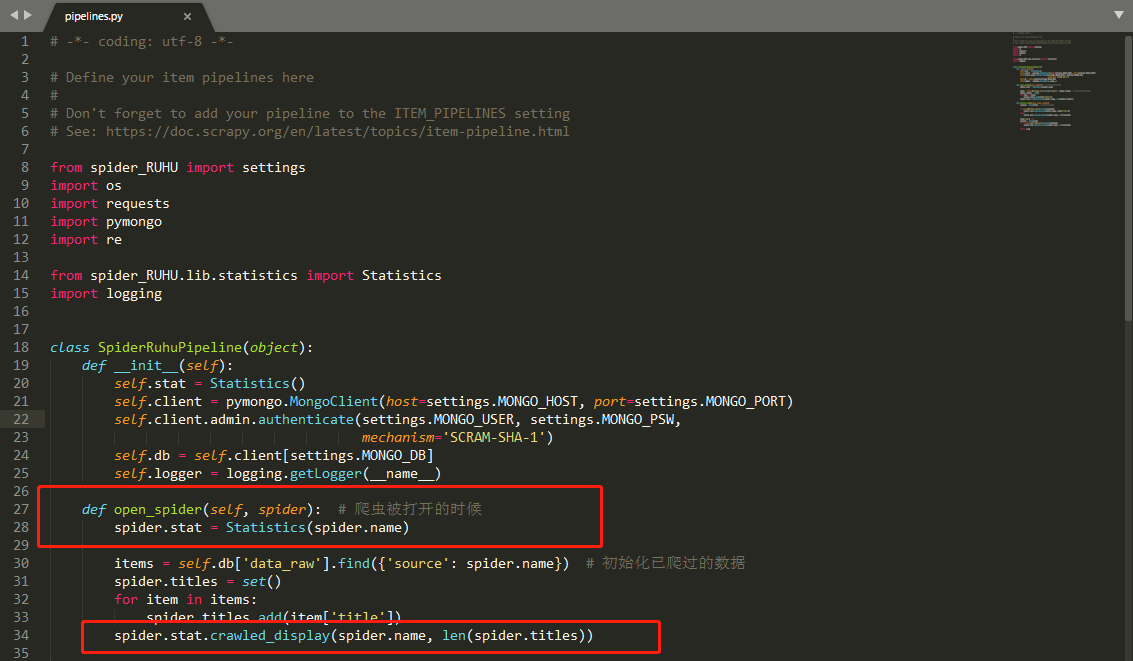 pipelines.py
1 # -*- coding: utf-8 -*-
2
3 # Define your item pipelines here
4 #
5 # Don't forget to add your pipeline to the ITEM_PIPELINES setting
6 # See: https://doc.scrapy.org/en/latest/topics/item-pipeline.html
7
8 from spider_RUHU import settings
9 import os
10 import requests
11 import pymongo
12 import re
13
14 from spider_RUHU.lib.statistics import Statistics
15 import logging
16
17
18 class SpiderRuhuPipeline(object):
19     def __init__(self):
20         self.stat = Statistics()
21         self.client = pymongo.MongoClient(host=settings.MONGO_HOST, port=settings.MONGO_PORT)
22         self.client.admin.authenticate(settings.MONGO_USER, settings.MONGO_PSW,
23                                        mechanism='SCRAM-SHA-1')
24         self.db = self.client[settings.MONGO_DB]
25         self.logger = logging.getLogger(__name__)
26
27     def open_spider(self, spider):  # 爬虫被打开的时候
28         spider.stat = Statistics(spider.name)
29
30         items = self.db['data_raw'].find({'source': spider.name})  # 初始化已爬过的数据
31         spider.titles = set()
32         for item in items:
33             spider.titles.add(item['title'])
34         spider.stat.crawled_display(spider.name, len(spider.titles))
35